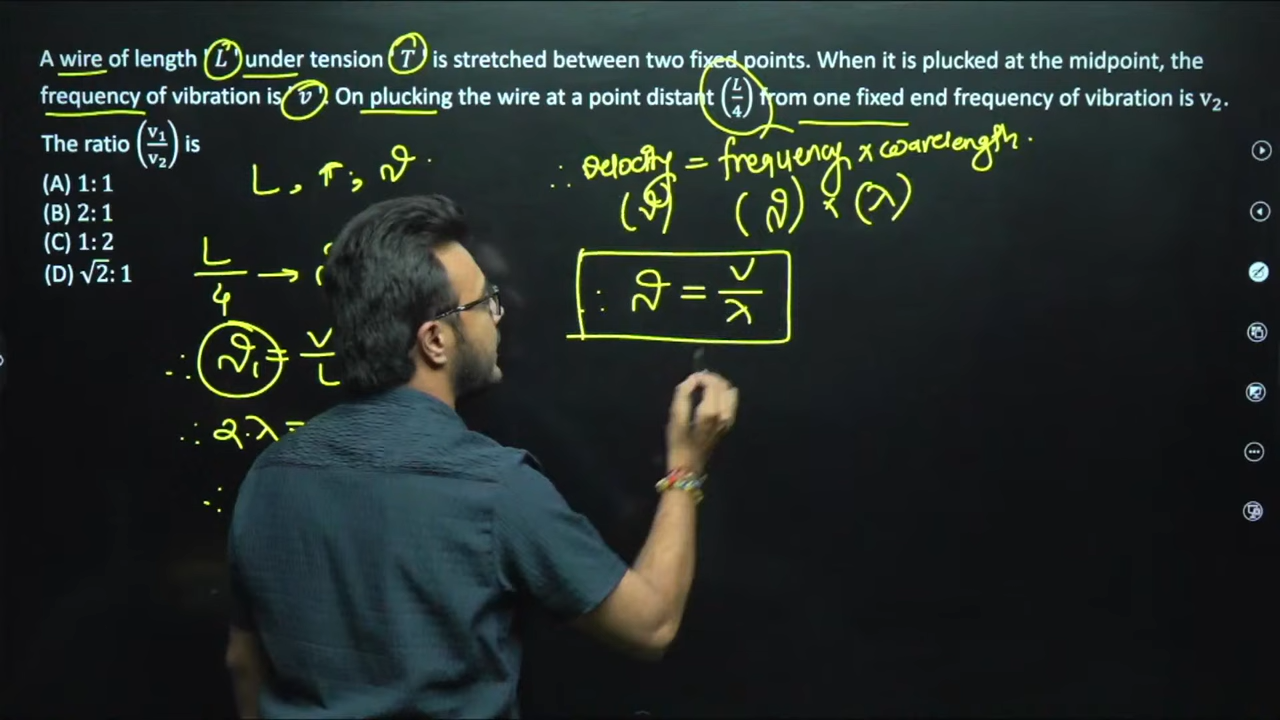 A wire of length 'L' under tension 'T' is stretched between two fixed points. When it is plucked at the midpoint, the
frequency of vibration is 'v'. On plucking the wire at a point distant (L/4) from one fixed end frequency of vibration is v₂.
The ratio (v₁/v₂) is
(A) 1: 1
(B) 2: 1
(C) 1: 2
(D) √2: 1
L, T,
L/4 →
∴ ν₁ = V/L
∴ 2·λ =
∴
∴ velocity = frequency × wavelength.
(v) (ν) × (λ)
∴ ν = v/λ